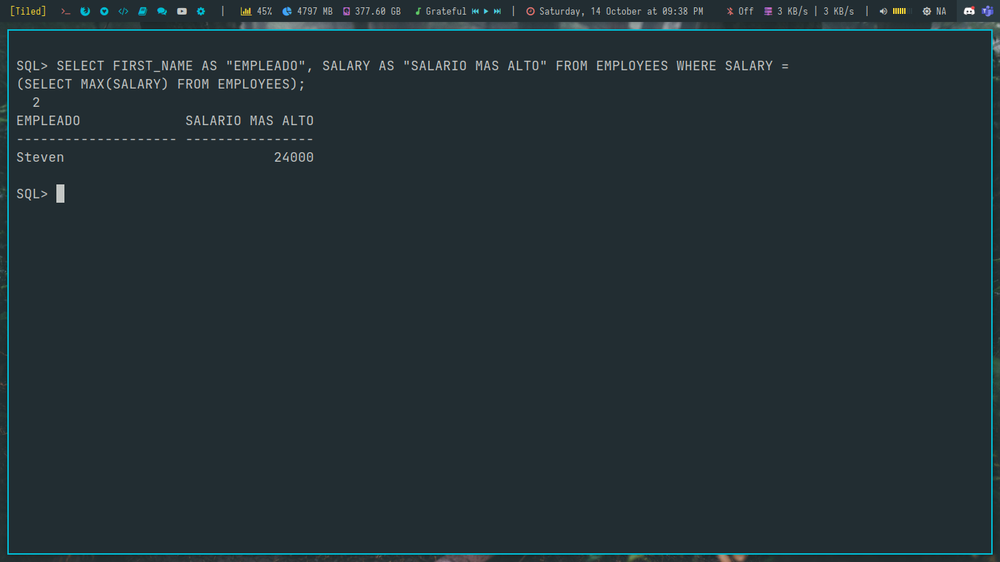 [Tiled] >_ </> | 45% 4797 MB 377.60 GB Grateful | Saturday, 14 October at 09:38 PM Off 3 KB/s | 3 KB/s | NA
SQL> SELECT FIRST_NAME AS "EMPLEADO", SALARY AS "SALARIO MAS ALTO" FROM EMPLOYEES WHERE SALARY =
(SELECT MAX(SALARY) FROM EMPLOYEES);
  2
EMPLEADO             SALARIO MAS ALTO
-------------------- ----------------
Steven                          24000
SQL>